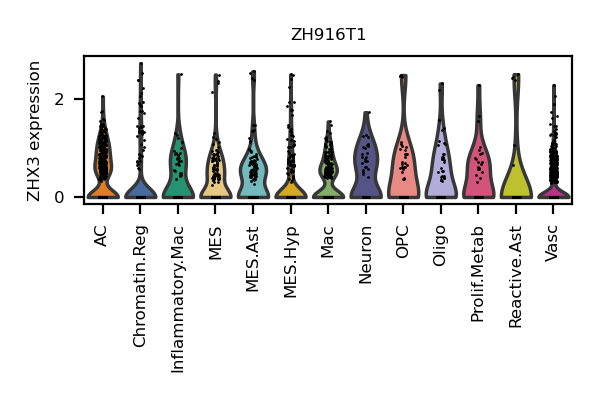 ZH916T1
ZHX3 expression
2
0
AC
Chromatin.Reg
Inflammatory.Mac
MES
MES.Ast
MES.Hyp
Mac
Neuron
OPC
Oligo
Prolif.Metab
Reactive.Ast
Vasc